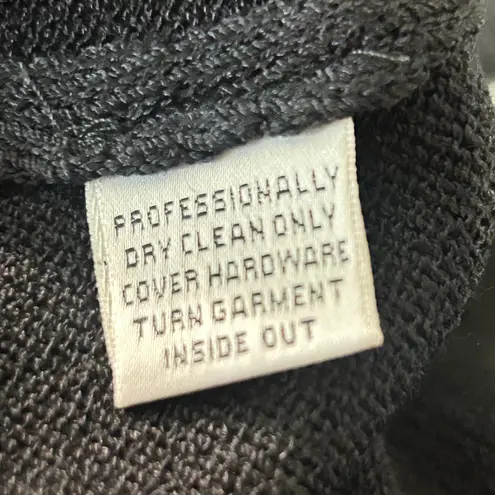 PROFESSIONALLY
DRY CLEAN ONLY
COVER HARDWARE
TURN GARMENT
INSIDE OUT